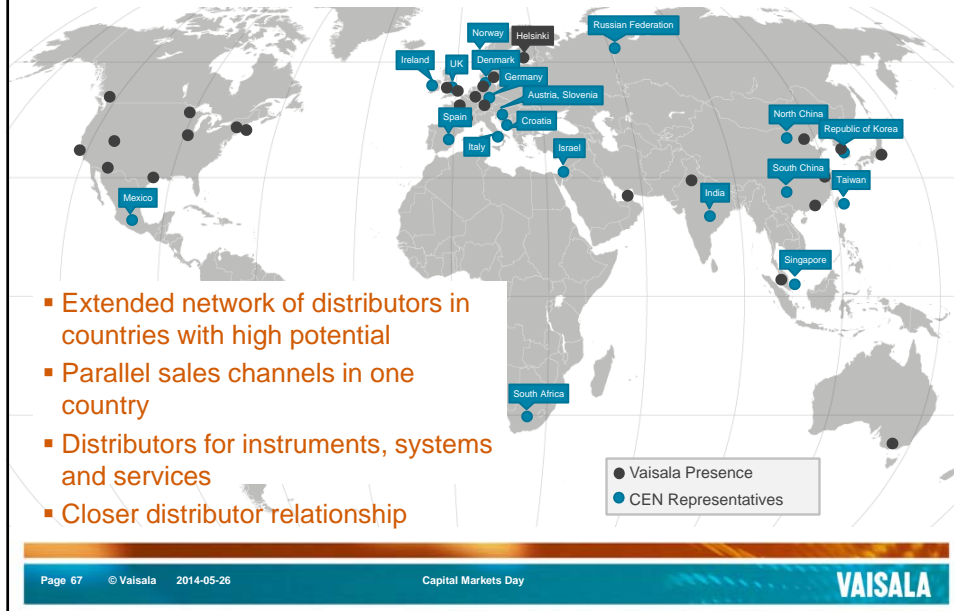 Russian Federation
Norway
Helsinki
Ireland
UK
Denmark
Germany
Austria, Slovenia
Spain
Croatia
Italy
Israel
North China
Republic of Korea
South China
Taiwan
India
Mexico
Singapore
South Africa
▪ Extended network of distributors in
countries with high potential
▪ Parallel sales channels in one
country
▪ Distributors for instruments, systems
and services
▪ Closer distributor relationship
Vaisala Presence
CEN Representatives
Page 67 © Vaisala 2014-05-26 Capital Markets Day VAISALA